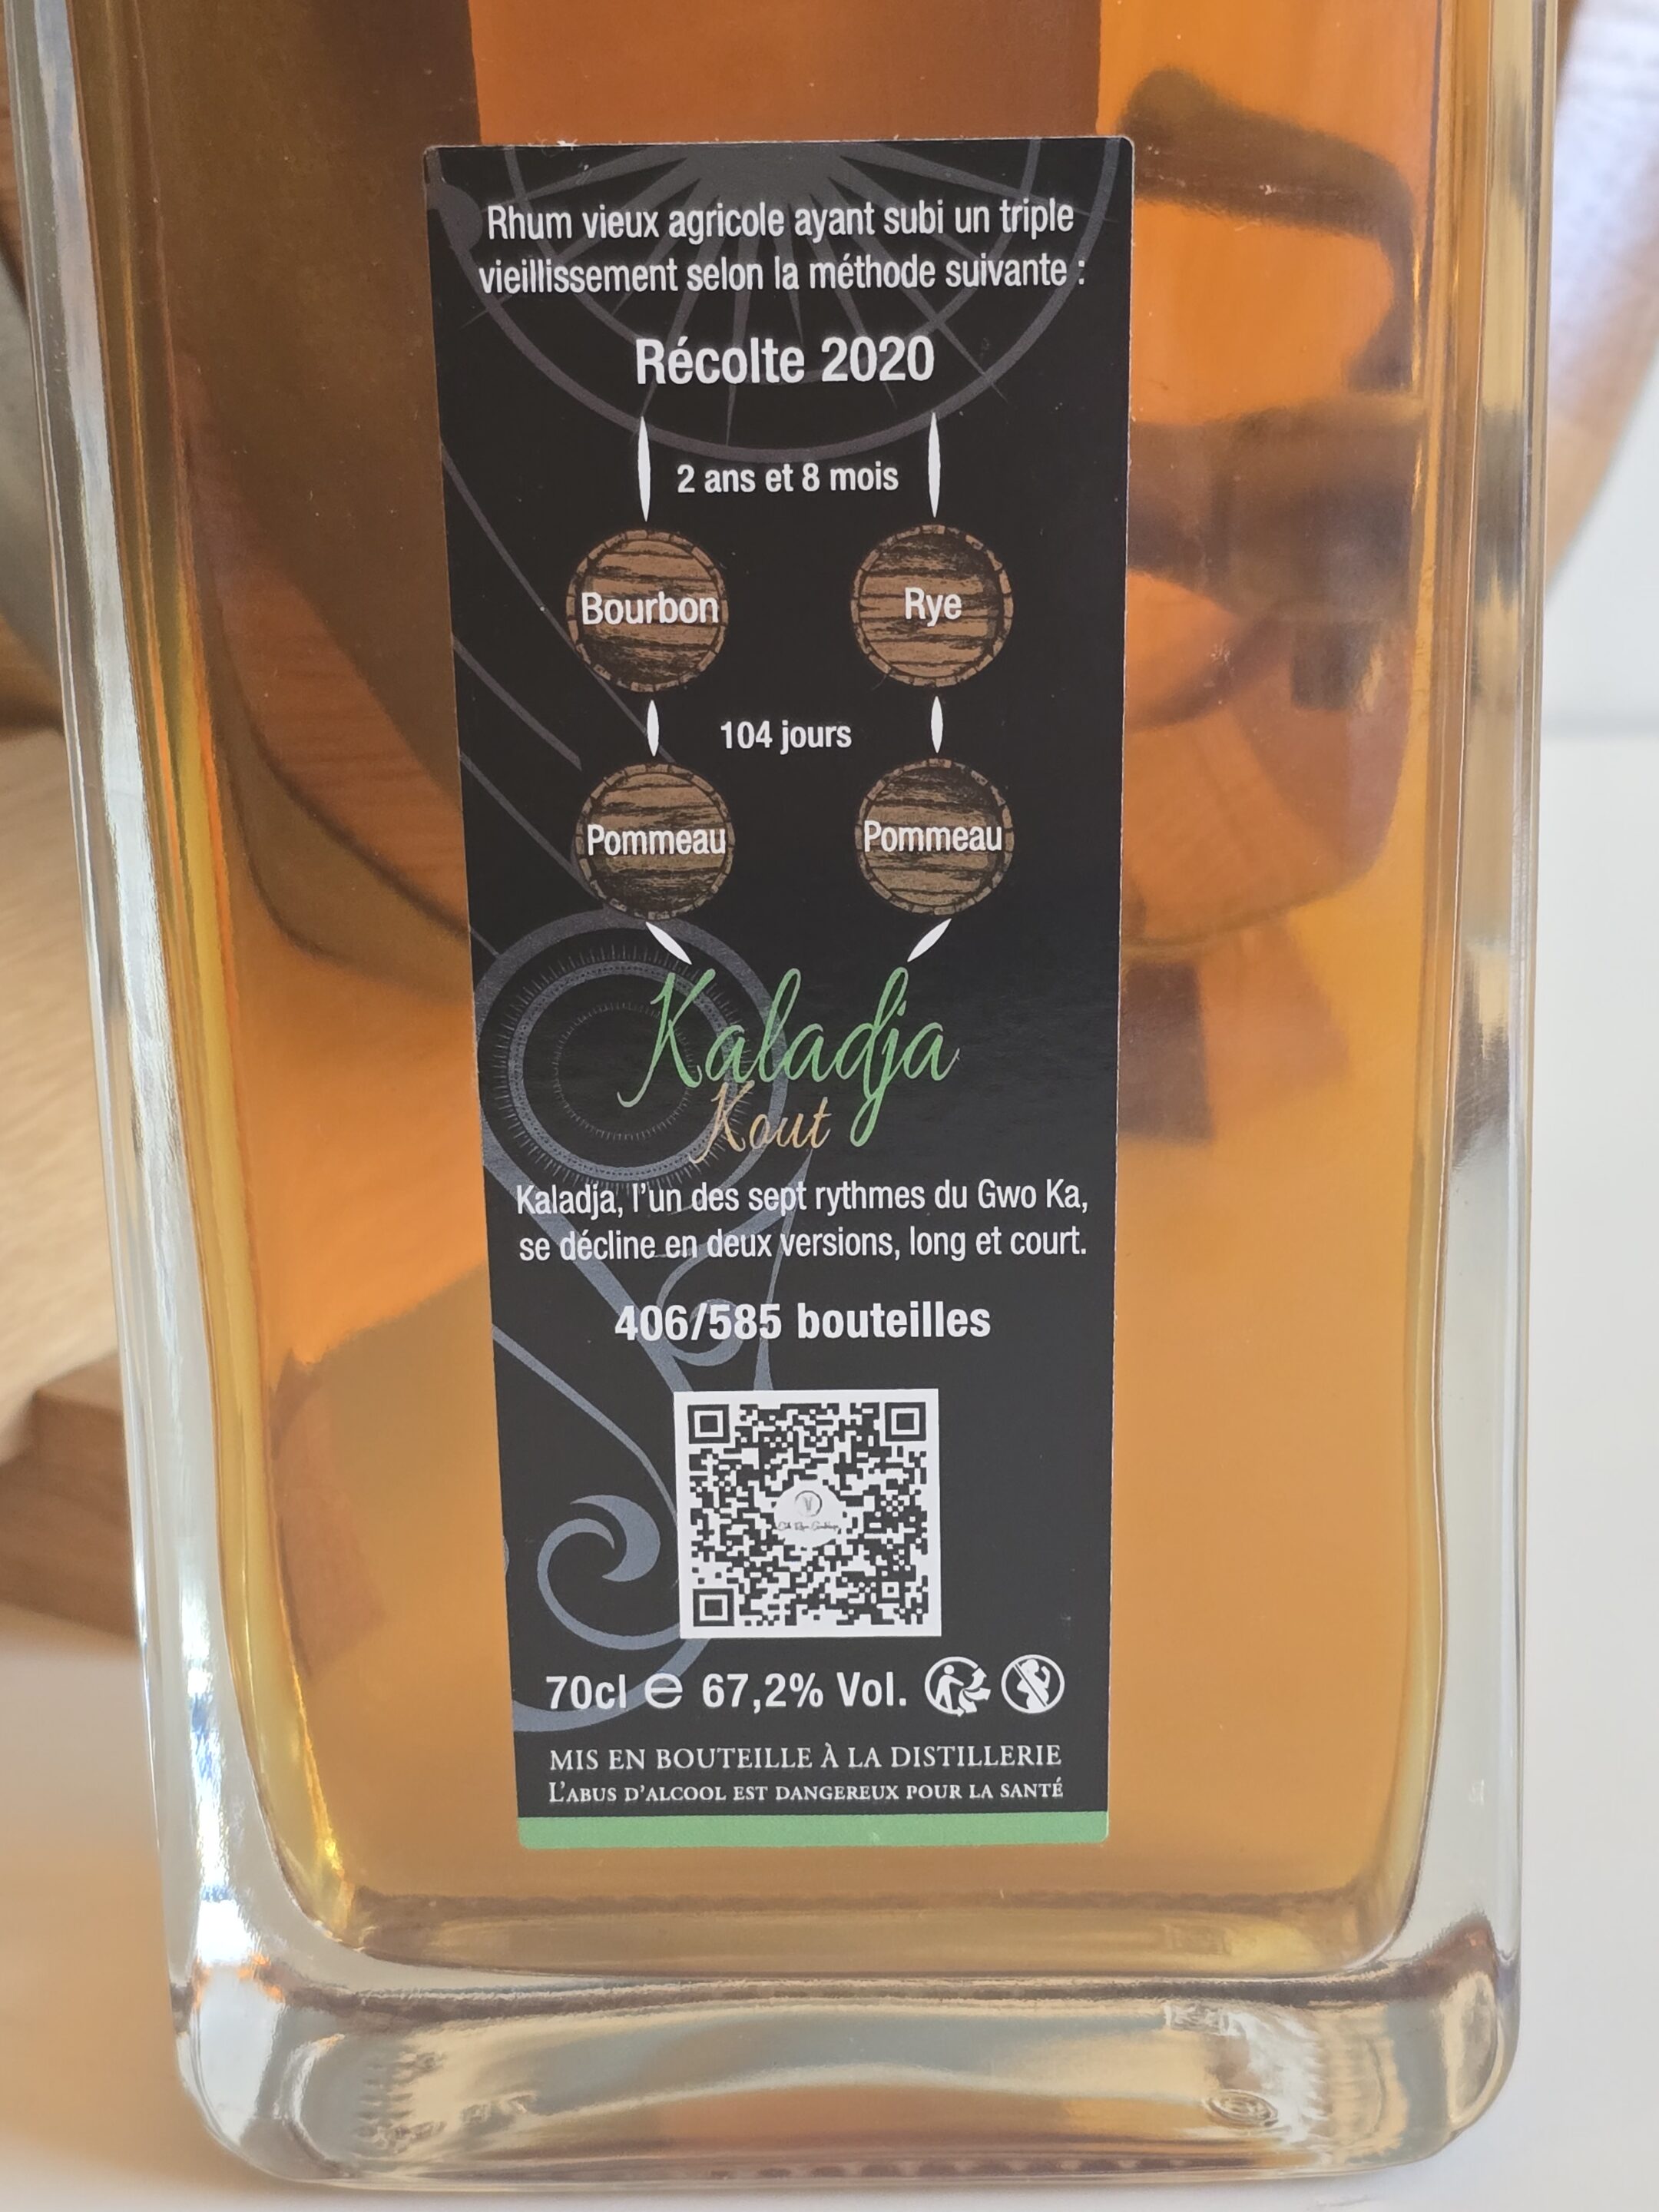 Rhum vieux agricole ayant subi un triple
vieillissement selon la méthode suivante :
Récolte 2020
2 ans et 8 mois
Bourbon
Rye
104 jours
Pommeau
Pommeau
Kaladja
Kout
Kaladja, l'un des sept rythmes du Gwo Ka,
se décline en deux versions, long et court.
406/585 bouteilles
70cl e 67,2% Vol.
MIS EN BOUTEILLE À LA DISTILLERIE
L'ABUS D'ALCOOL EST DANGEREUX POUR LA SANTÉ